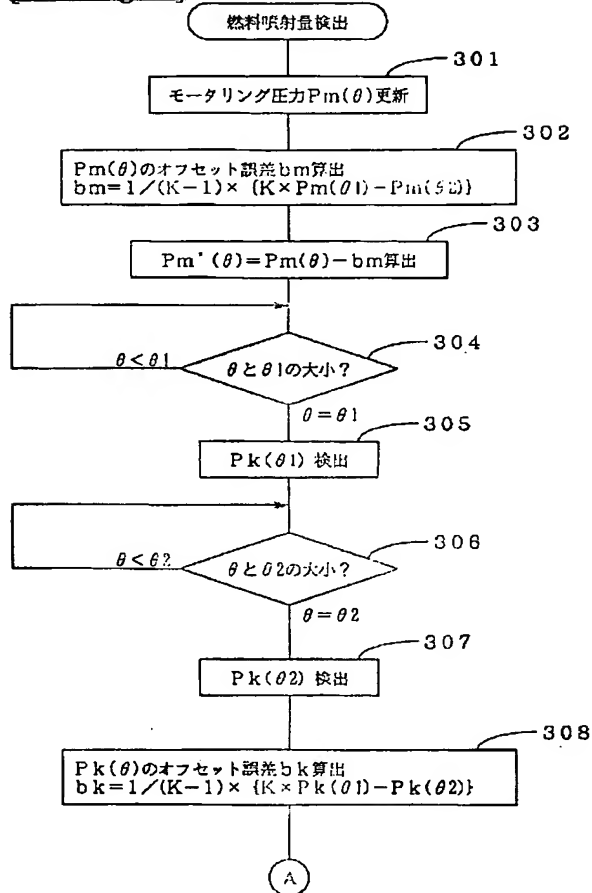 燃料噴射量検出
301
モータリング圧力Pm(θ)更新
302
Pm(θ)のオフセット誤差bm算出
bm=1/(K-1)×{K×Pm(θ1)-Pm(θ2)}
303
Pm'(θ)=Pm(θ)-bm算出
304
θ<θ1
θとθ1の大小?
θ=θ1
305
Pk(θ1) 検出
306
θ<θ2
θとθ2の大小?
θ=θ2
307
Pk(θ2) 検出
308
Pk(θ)のオフセット誤差bk算出
bk=1/(K-1)×{K×Pk(θ1)-Pk(θ2)}
A